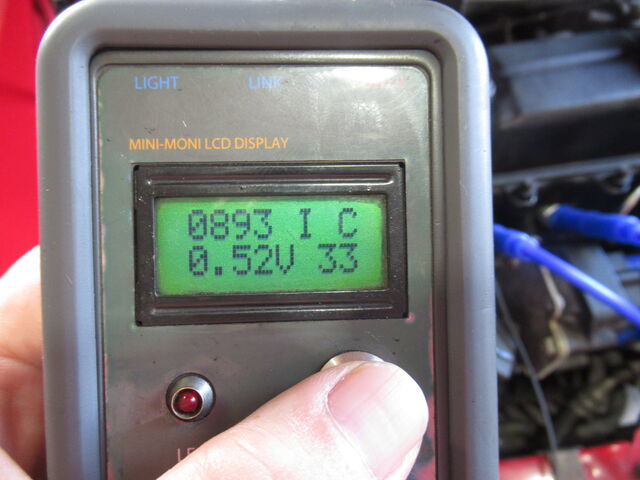 LIGHT LINK
MINI-MONI LCD DISPLAY
0893 I C
0.52V 33